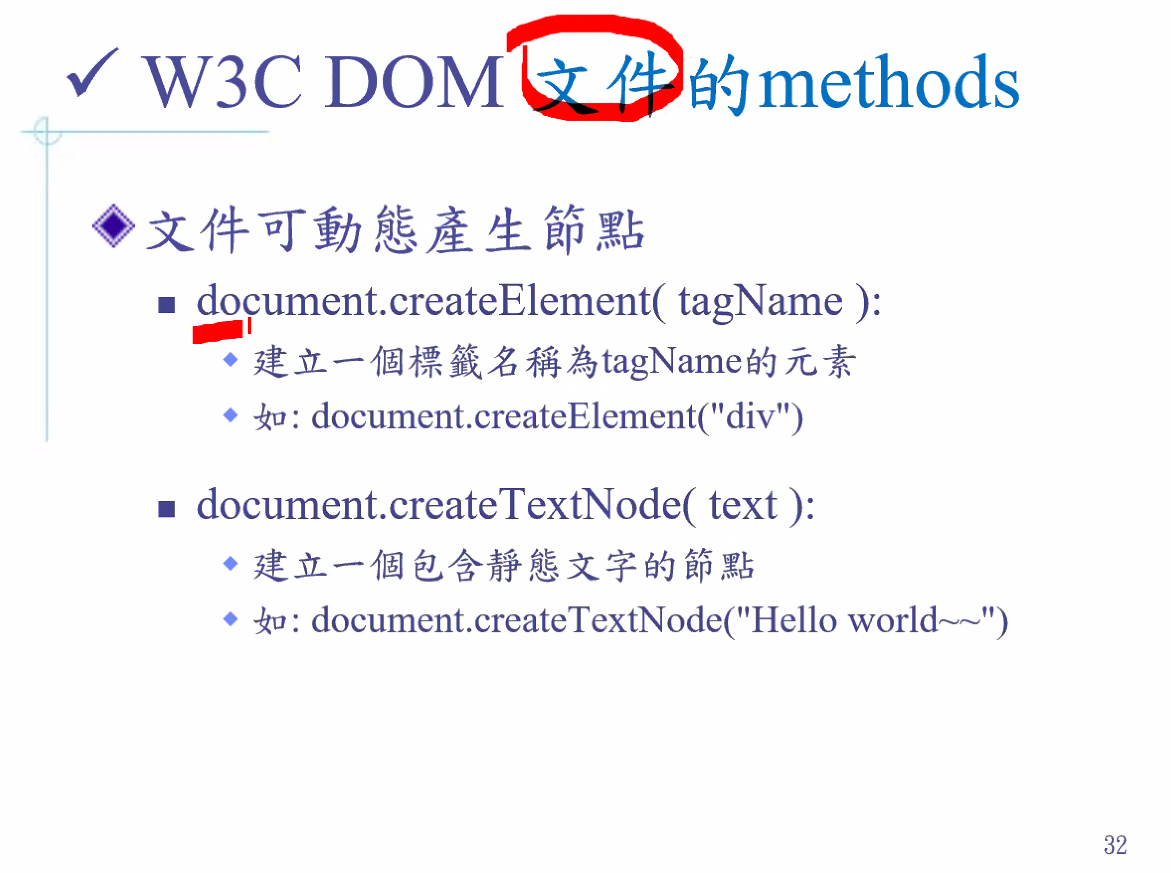 ✓ W3C DOM 文件的methods
文件可動態產生節點
document.createElement( tagName ):
建立一個標籤名稱為tagName的元素
如: document.createElement("div")
document.createTextNode( text ):
建立一個包含靜態文字的節點
如: document.createTextNode("Hello world~~")
32